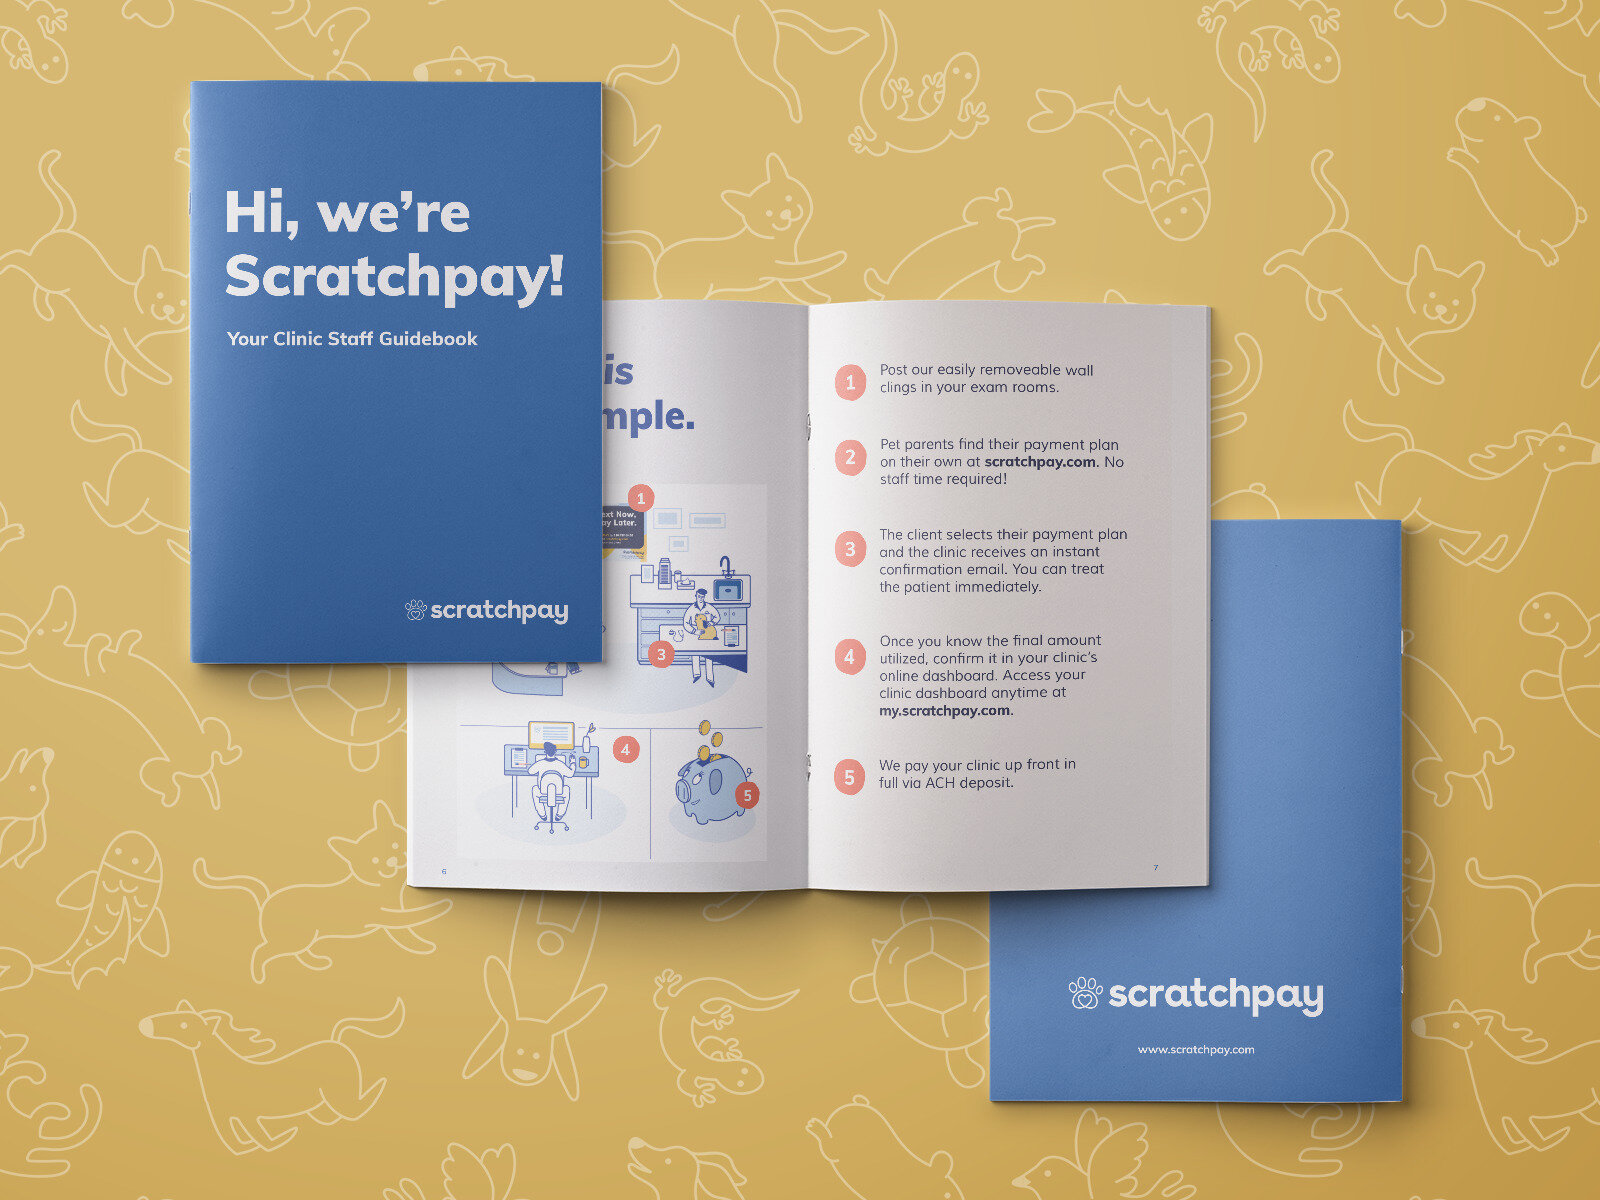 Hi, we're
Scratchpay!
Your Clinic Staff Guidebook
scratchpay
is
mple.
1
ext Now.
ay Later.
3
4
5
6
1
Post our easily removeable wall
clings in your exam rooms.
2
Pet parents find their payment plan
on their own at scratchpay.com. No
staff time required!
3
The client selects their payment plan
and the clinic receives an instant
confirmation email. You can treat
the patient immediately.
4
Once you know the final amount
utilized, confirm it in your clinic's
online dashboard. Access your
clinic dashboard anytime at
my.scratchpay.com.
5
We pay your clinic up front in
full via ACH deposit.
7
scratchpay
www.scratchpay.com